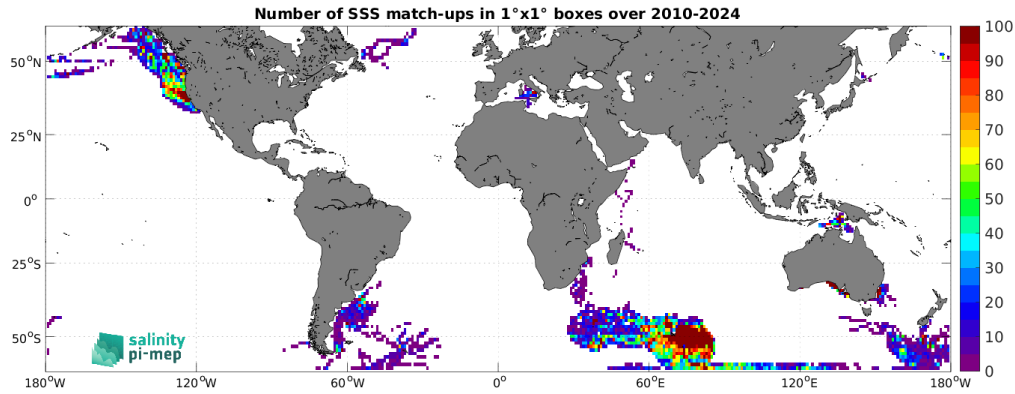 Number of SSS match-ups in 1°x1° boxes over 2010-2024
50°N
25°N
0°
25°S
50°S
180°W
120°W
60°W
0°
60°E
120°E
180°W
100
90
80
70
60
50
40
30
20
10
0
salinity
pi-mep